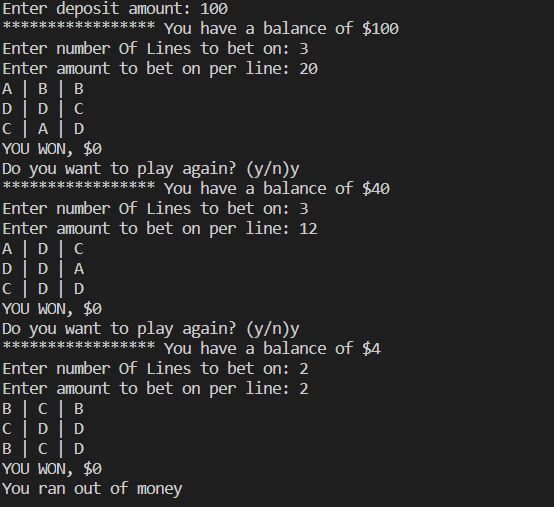 Enter deposit amount: 100
***************** You have a balance of $100
Enter number Of Lines to bet on: 3
Enter amount to bet on per line: 20
A | B | B
D | D | C
C | A | D
YOU WON, $0
Do you want to play again? (y/n)y
***************** You have a balance of $40
Enter number Of Lines to bet on: 3
Enter amount to bet on per line: 12
A | D | C
D | D | A
C | D | D
YOU WON, $0
Do you want to play again? (y/n)y
***************** You have a balance of $4
Enter number Of Lines to bet on: 2
Enter amount to bet on per line: 2
B | C | B
C | D | D
B | C | D
YOU WON, $0
You ran out of money